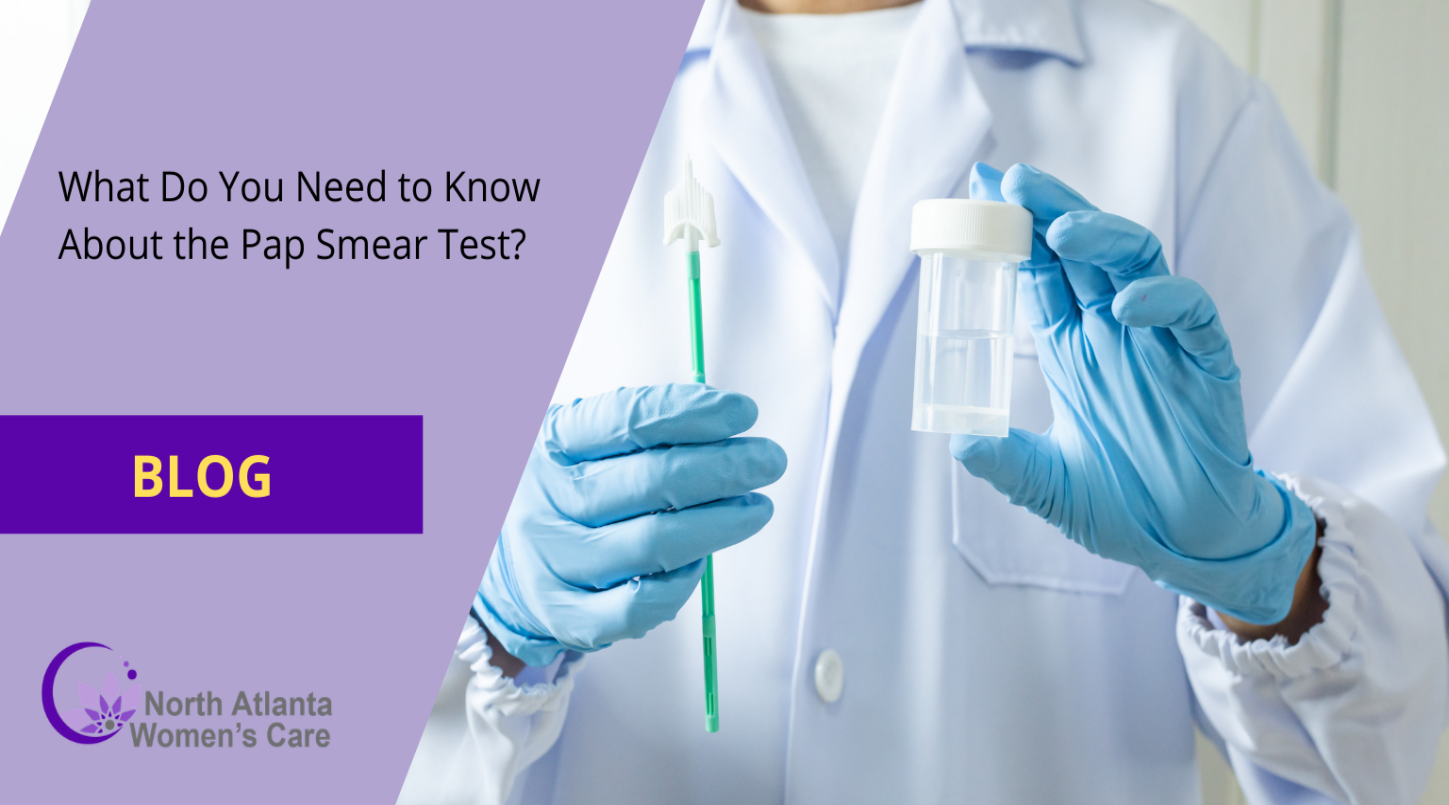 What Do You Need to Know
About the Pap Smear Test?
BLOG
North Atlanta
Women's Care